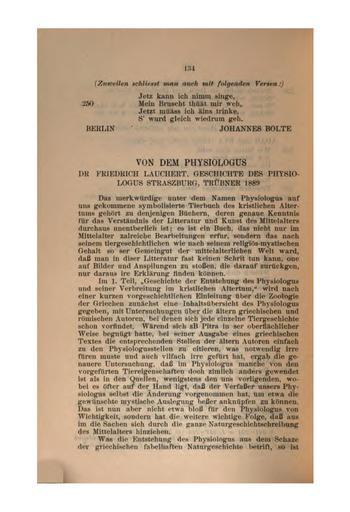 134
(Zuweilen schliesst man auch mit folgenden Versen:)
Jetz kann ich nimm singe,
250 Mein Bruscht thüät mir weh,
Jetzt müäss ich äins trinke,
S' wurd gleich wiedrum geh.
BERLIN JOHANNES BOLTE
VON DEM PHYSIOLOGUS
DR FRIEDRICH LAUCHERT, GESCHICHTE DES PHYSIO-
LOGUS STRASZBURG, TRÜBNER 1889
Das merkwürdige unter dem Namen Physiologus auf
uns gekommene symbolisierte Tierbuch des kristlichen Alter-
tums gehört zu denjenigen Büchern, deren genaue Kenntnis
für das Verständnis der Litteratur und Kunst des Mittelalters
durchaus unentberlich ist; es ist ein Buch, das nicht nur im
Mittelalter zalreiche Bearbeitungen erfur, sondern das nach
seinem tiergeschichtlichen wie nach seinem religiös-mystischen
Gehalt so ser Gemeingut der mittelalterlichen Welt ward,
daß man in diser Litteratur fast keinen Schrit tun kann, one
auf Bilder und Anspilungen zu stoßen, die darauf zurückgen,
nur daraus ire Erklärung finden können.
Im 1. Teil, „Geschichte der Entstehung des Physiologus
und seiner Verbreitung im kristlichen Altertum,“ wird nach
einer kurzen vorgeschichtlichen Einleitung über die Zoologie
der Griechen zunächst eine Inhaltsübersicht des Physiologus
gegeben, mit Untersuchungen über die ältern griechischen und
römischen Autoren, bei denen sich jede einzelne Tiergeschichte
schon vorfindet. Wärend sich aB Pitra in ser oberflächlicher
Weise begnügt hatte, bei seiner Ausgabe eines griechischen
Textes die entsprechenden Stellen der ältern Autoren einfach
zu den Physiologusstellen zu citieren, was notwendig irre
füren muste und auch vilfach irre gefürt hat, ergab die ge-
nauere Untersuchung, daß im Physiologus manche von den
vorgefürten Tiereigenschaften doch zimlich anders gewendet
ist als in den Quellen, wenigstens den uns vorligenden, wo-
bei es öfter auf der Hand ligt, daß der Verfaßer unsers Phy-
siologus selbst die Änderung vorgenommen hat, um etwa die
gewünschte mystische Auslegung beßer anknüpfen zu können.
Das ist nun aber nicht etwa bloß für den Physiologus von
Wichtigkeit, sondern hat die weitere wichtige Folge, daß aus
im die Sachen sich durch die ganze Naturgeschichtschreibung
des Mittelalters hinziehen.
Was die Entstehung des Physiologus aus dem Schaze
der griechischen fabelhaften Naturgeschichte betrift, so ist